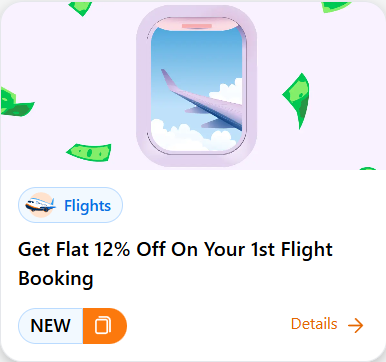 Flights
Get Flat 12% Off On Your 1st Flight
Booking
NEW
Details